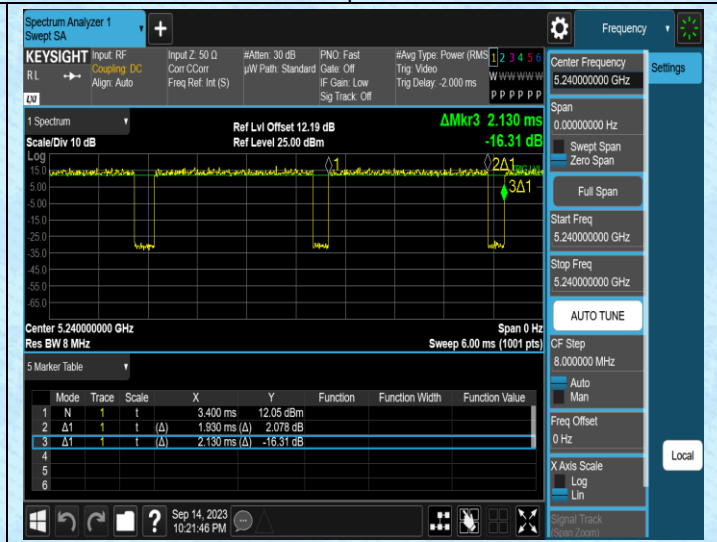 Spectrum Analyzer 1
Swept SA
+
Frequency
KEYSIGHT
RL
LXI
Input: RF
Coupling: DC
Align: Auto
Input Z: 50 Ω
Corr CCorr
Freq Ref: Int (S)
#Atten: 30 dB
µW Path: Standard
PNO: Fast
Gate: Off
IF Gain: Low
Sig Track: Off
#Avg Type: Power (RMS
Trig: Video
Trig Delay: -2.000 ms
1 2 3 4 5 6
W W W W W W
P P P P P P
1 Spectrum
Scale/Div 10 dB
Log
Ref Lvl Offset 12.19 dB
Ref Level 25.00 dBm
ΔMkr3 2.130 ms
-16.31 dB
15.0
5.00
-5.00
-15.0
-25.0
-35.0
-45.0
-55.0
-65.0
1
2Δ1
3Δ1
Center 5.240000000 GHz
Res BW 8 MHz
Span 0 Hz
Sweep 6.00 ms (1001 pts)
5 Marker Table
Mode Trace Scale X Y Function Function Width Function Value
1 N 1 t 3.400 ms 12.05 dBm
2 Δ1 1 t (Δ) 1.930 ms (Δ) 2.078 dB
3 Δ1 1 t (Δ) 2.130 ms (Δ) -16.31 dB
4
5
6
?
Sep 14, 2023
10:21:46 PM
Center Frequency
5.240000000 GHz
Span
0.00000000 Hz
Swept Span
Zero Span
Full Span
Start Freq
5.240000000 GHz
Stop Freq
5.240000000 GHz
AUTO TUNE
CF Step
8.000000 MHz
Auto
Man
Freq Offset
0 Hz
X Axis Scale
Log
Lin
Signal Track
(Span Zoom)
Settings
Local